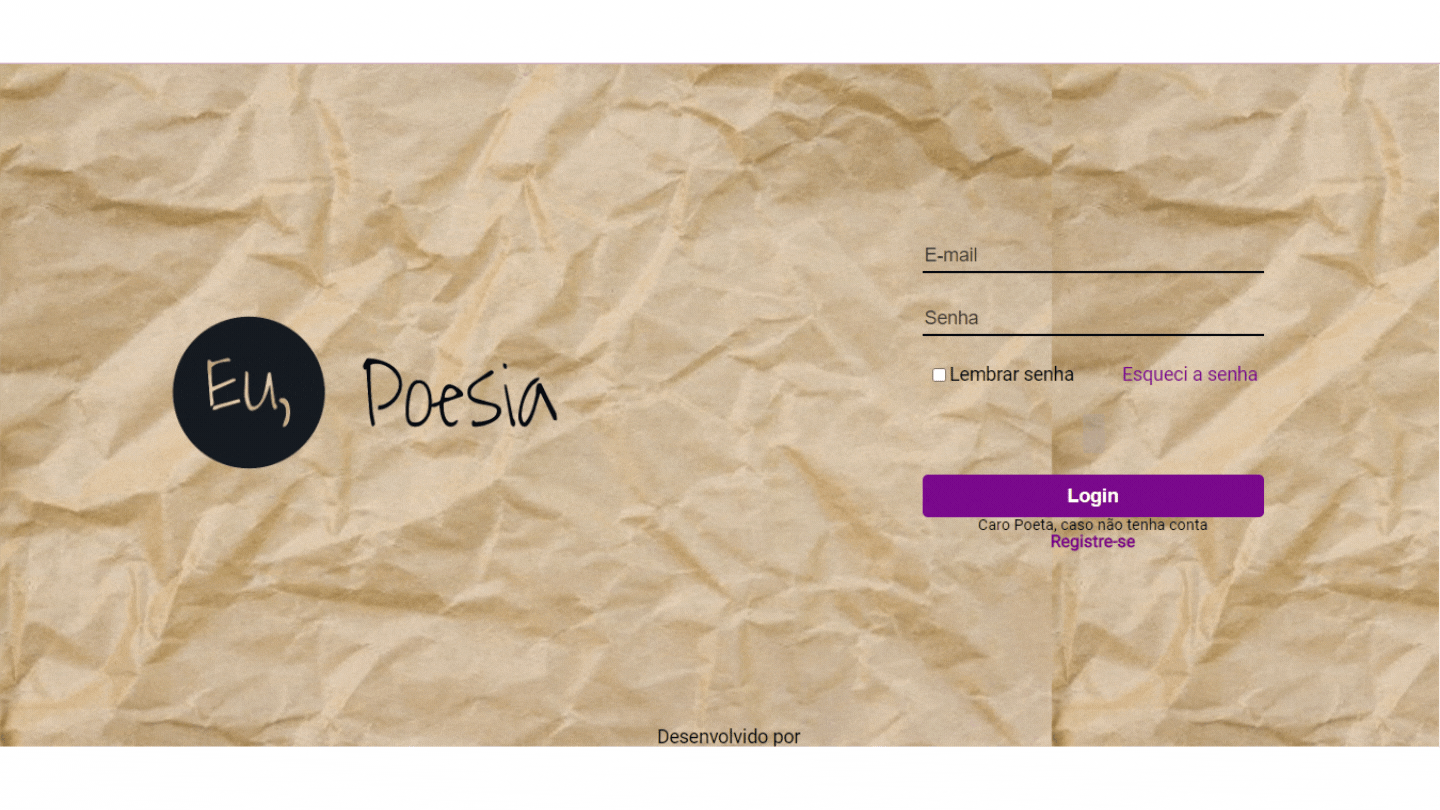 Eu, Poesia
E-mail
Senha
Lembrar senha Esqueci a senha
Login
Caro Poeta, caso não tenha conta
Registre-se
Desenvolvido por